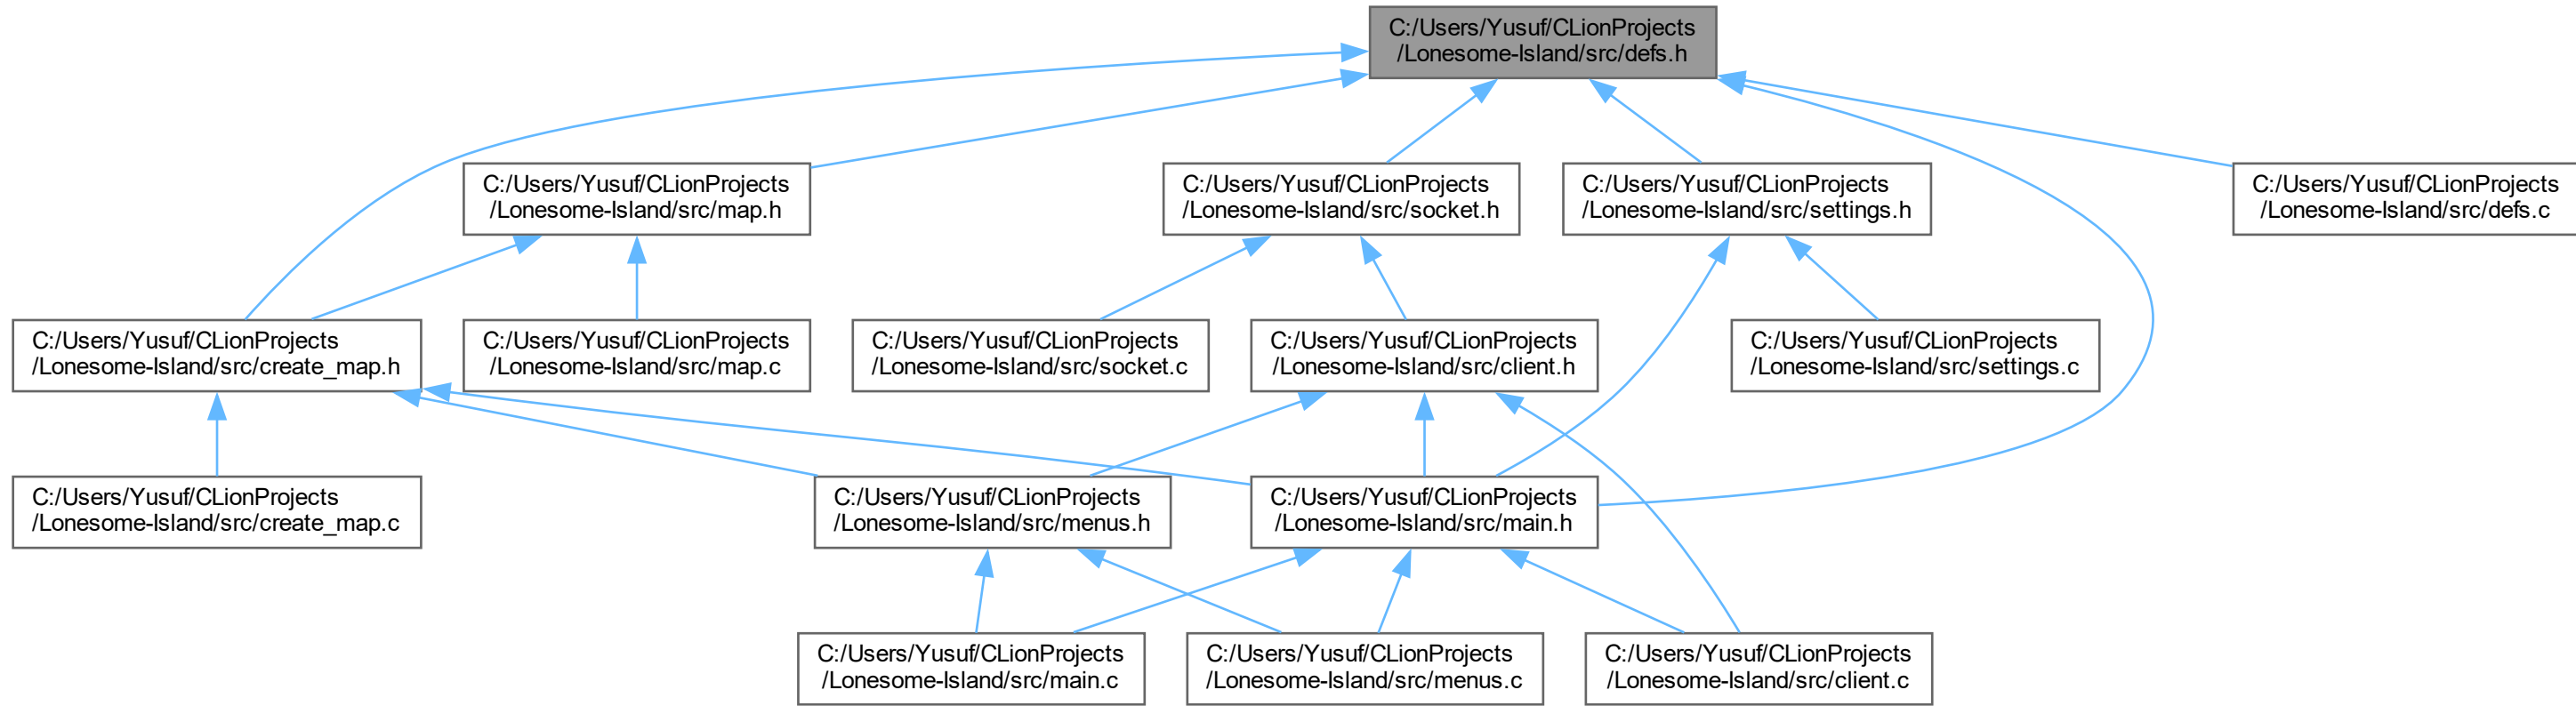 C:/Users/Yusuf/CLionProjects
/Lonesome-Island/src/defs.h
C:/Users/Yusuf/CLionProjects
/Lonesome-Island/src/map.h
C:/Users/Yusuf/CLionProjects
/Lonesome-Island/src/socket.h
C:/Users/Yusuf/CLionProjects
/Lonesome-Island/src/settings.h
C:/Users/Yusuf/CLionProjects
/Lonesome-Island/src/defs.c
C:/Users/Yusuf/CLionProjects
/Lonesome-Island/src/create_map.h
C:/Users/Yusuf/CLionProjects
/Lonesome-Island/src/map.c
C:/Users/Yusuf/CLionProjects
/Lonesome-Island/src/socket.c
C:/Users/Yusuf/CLionProjects
/Lonesome-Island/src/client.h
C:/Users/Yusuf/CLionProjects
/Lonesome-Island/src/settings.c
C:/Users/Yusuf/CLionProjects
/Lonesome-Island/src/create_map.c
C:/Users/Yusuf/CLionProjects
/Lonesome-Island/src/menus.h
C:/Users/Yusuf/CLionProjects
/Lonesome-Island/src/main.h
C:/Users/Yusuf/CLionProjects
/Lonesome-Island/src/main.c
C:/Users/Yusuf/CLionProjects
/Lonesome-Island/src/menus.c
C:/Users/Yusuf/CLionProjects
/Lonesome-Island/src/client.c